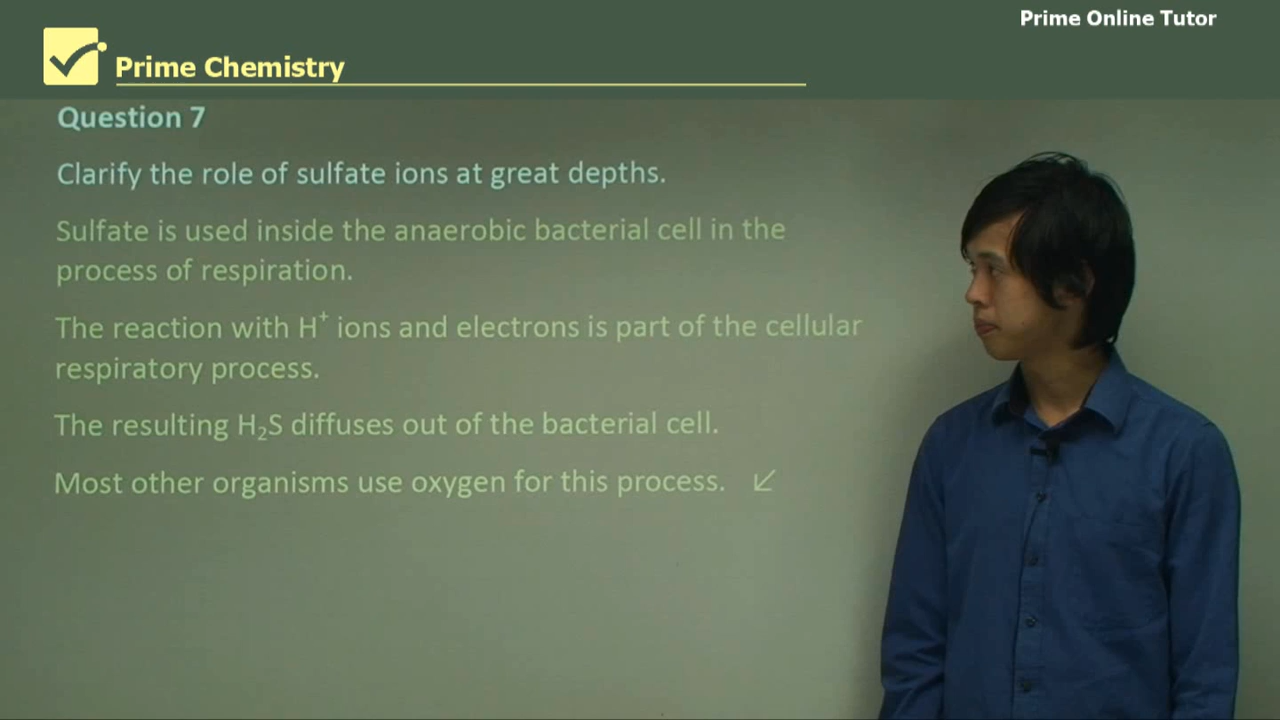 Prime Online Tutor
Prime Chemistry
Question 7
Clarify the role of sulfate ions at great depths.
Sulfate is used inside the anaerobic bacterial cell in the
process of respiration.
The reaction with H⁺ ions and electrons is part of the cellular
respiratory process.
The resulting H₂S diffuses out of the bacterial cell.
Most other organisms use oxygen for this process. ↙